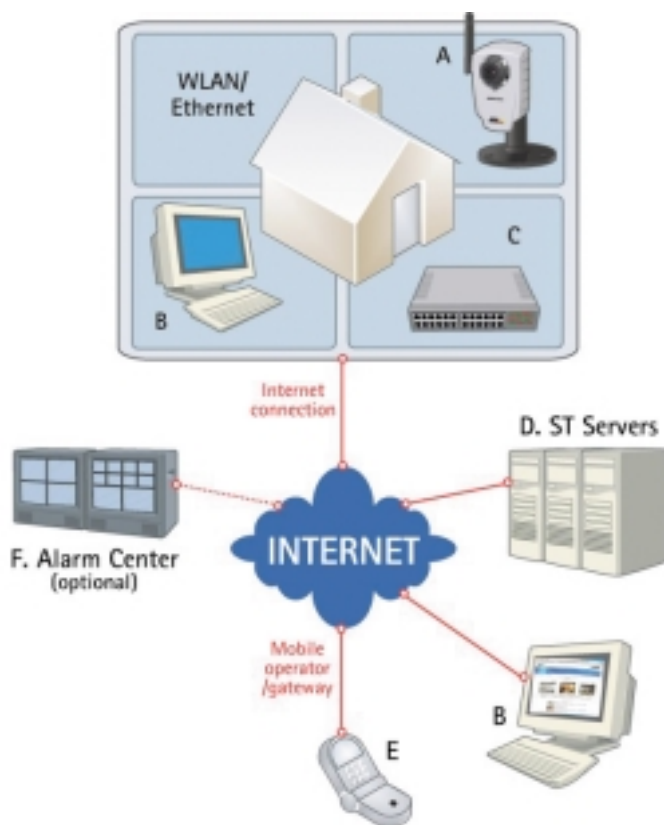 A
WLAN/
Ethernet
C
B
Internet
connection
D. ST Servers
INTERNET
F. Alarm Center
(optional)
Mobile
operator
/gateway
B
E